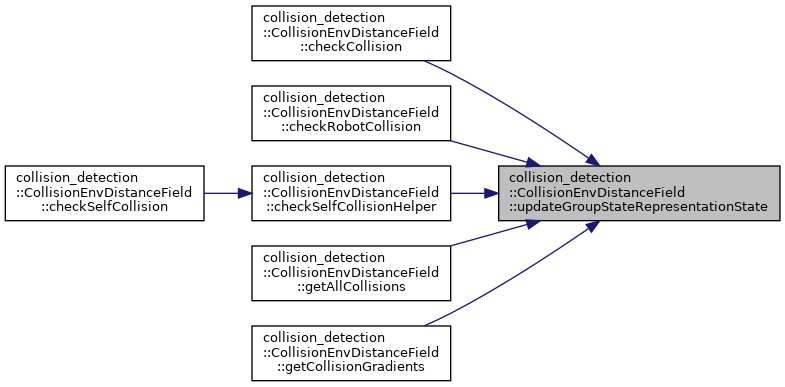 collision_detection
::CollisionEnvDistanceField
::checkCollision
collision_detection
::CollisionEnvDistanceField
::checkRobotCollision
collision_detection
::CollisionEnvDistanceField
::checkSelfCollision
collision_detection
::CollisionEnvDistanceField
::checkSelfCollisionHelper
collision_detection
::CollisionEnvDistanceField
::updateGroupStateRepresentationState
collision_detection
::CollisionEnvDistanceField
::getAllCollisions
collision_detection
::CollisionEnvDistanceField
::getCollisionGradients